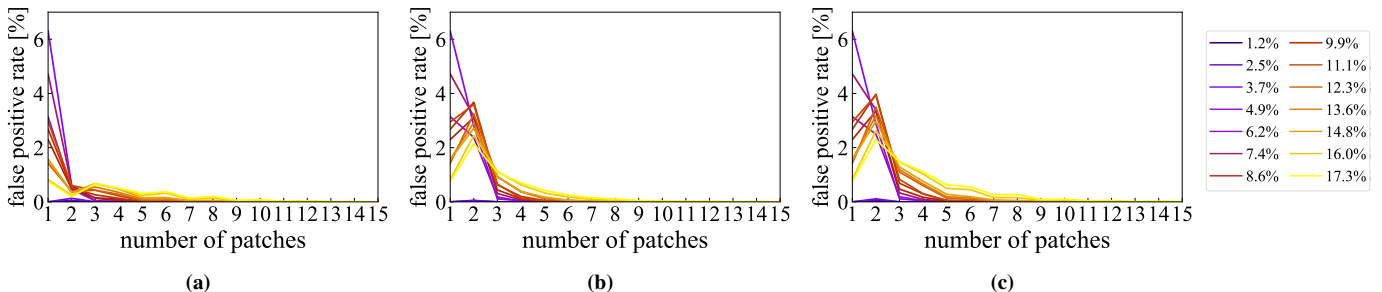 false positive rate [%]
6
4
2
0
1 2 3 4 5 6 7 8 9 10 11 12 13 14 15
number of patches
(a)
false positive rate [%]
6
4
2
0
1 2 3 4 5 6 7 8 9 10 11 12 13 14 15
number of patches
(b)
false positive rate [%]
6
4
2
0
1 2 3 4 5 6 7 8 9 10 11 12 13 14 15
number of patches
(c)
1.2% 9.9%
2.5% 11.1%
3.7% 12.3%
4.9% 13.6%
6.2% 14.8%
7.4% 16.0%
8.6% 17.3%